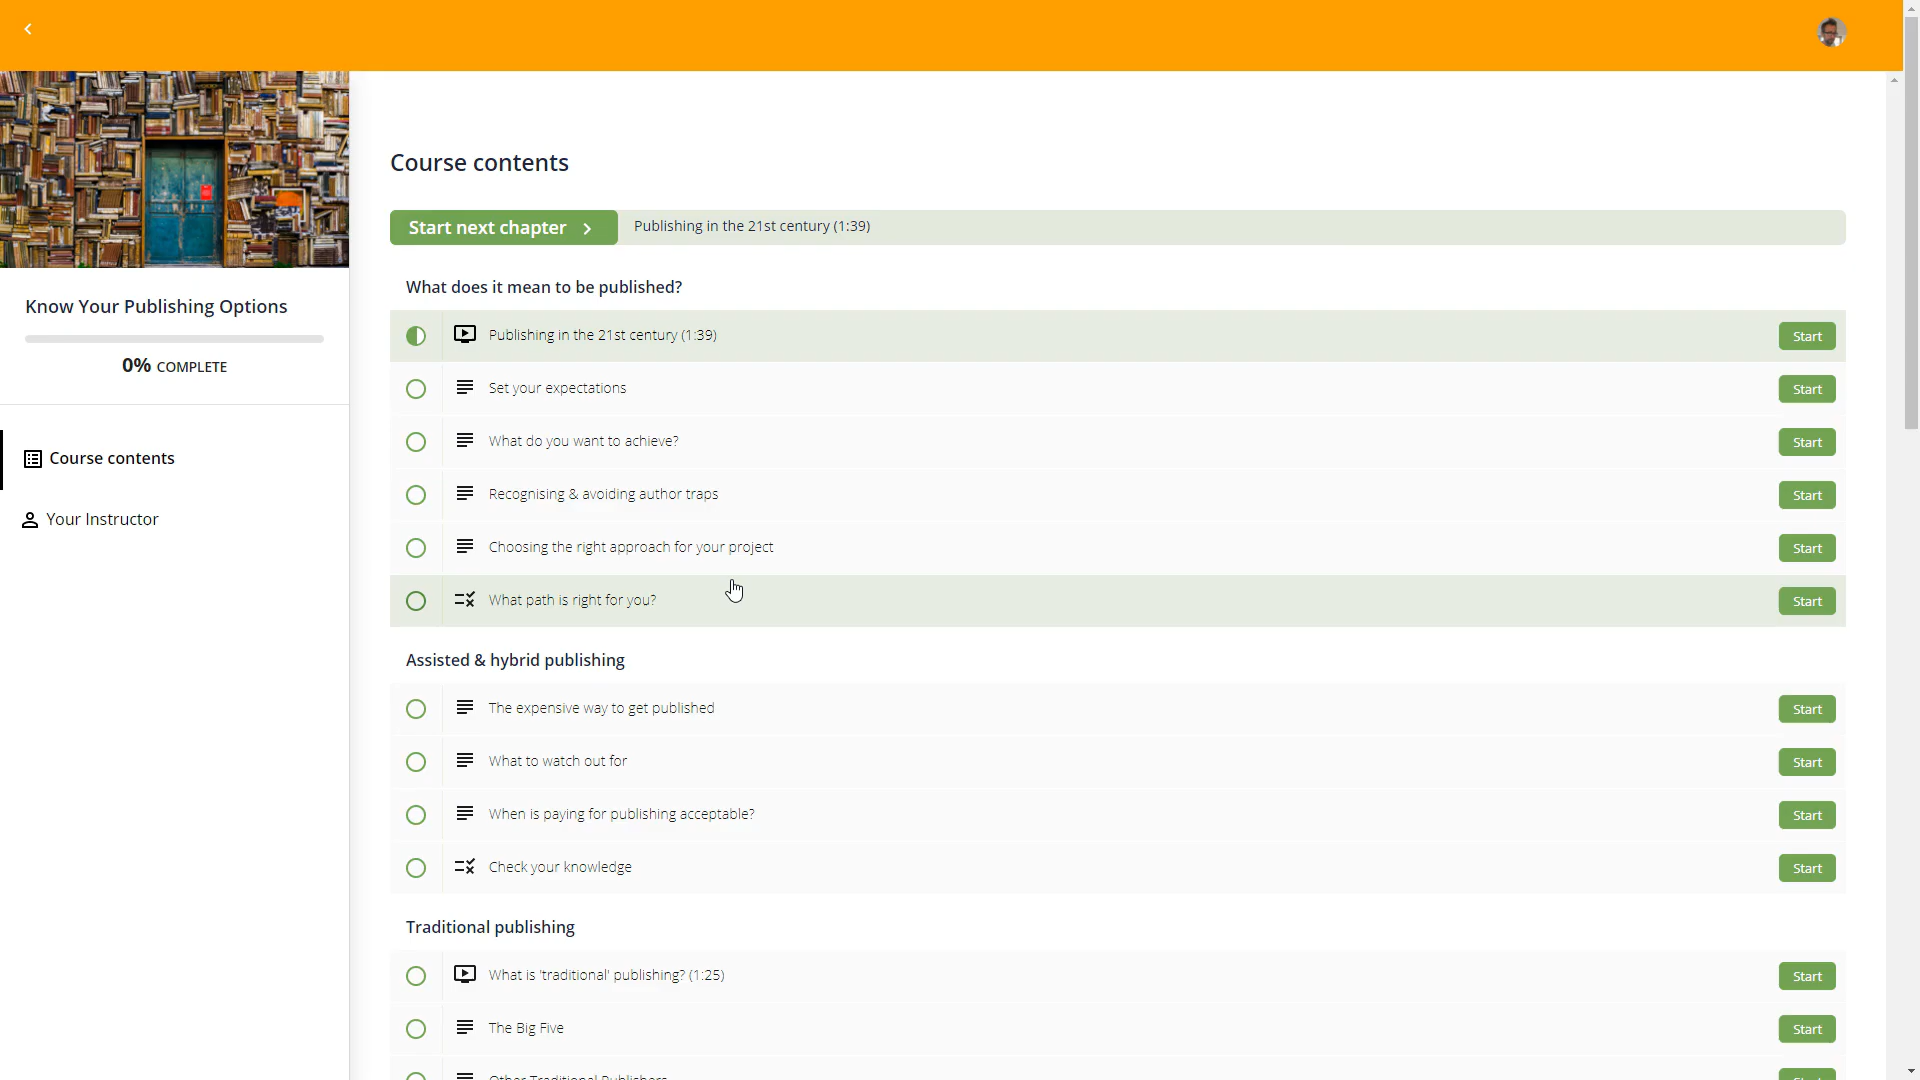 Course contents
Start next chapter
Publishing in the 21st century (1:39)
Know Your Publishing Options
0% COMPLETE
Course contents
Your Instructor
What does it mean to be published?
Publishing in the 21st century (1:39) Start
Set your expectations Start
What do you want to achieve? Start
Recognising & avoiding author traps Start
Choosing the right approach for your project Start
What path is right for you? Start
Assisted & hybrid publishing
The expensive way to get published Start
What to watch out for Start
When is paying for publishing acceptable? Start
Check your knowledge Start
Traditional publishing
What is 'traditional' publishing? (1:25) Start
The Big Five Start
Other Traditional Publishers